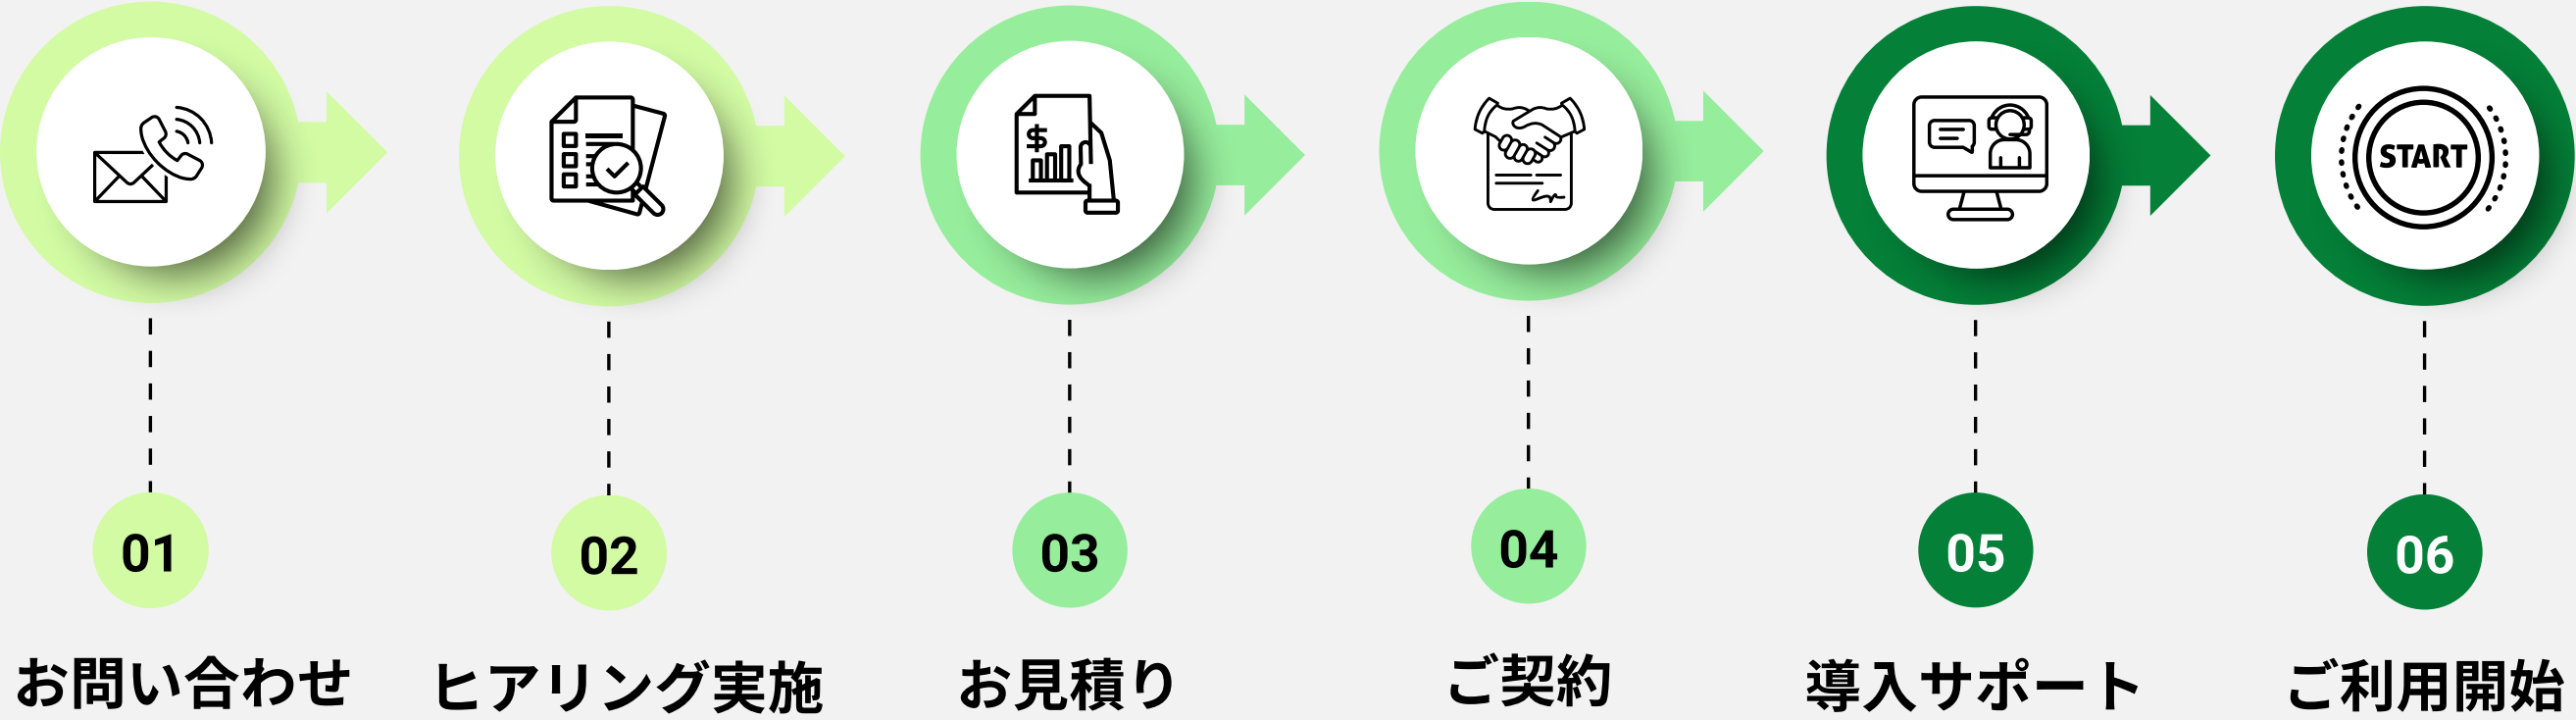 START
01
02
03
04
05
06
お問い合わせ
ヒアリング実施
お見積り
ご契約
導入サポート
ご利用開始